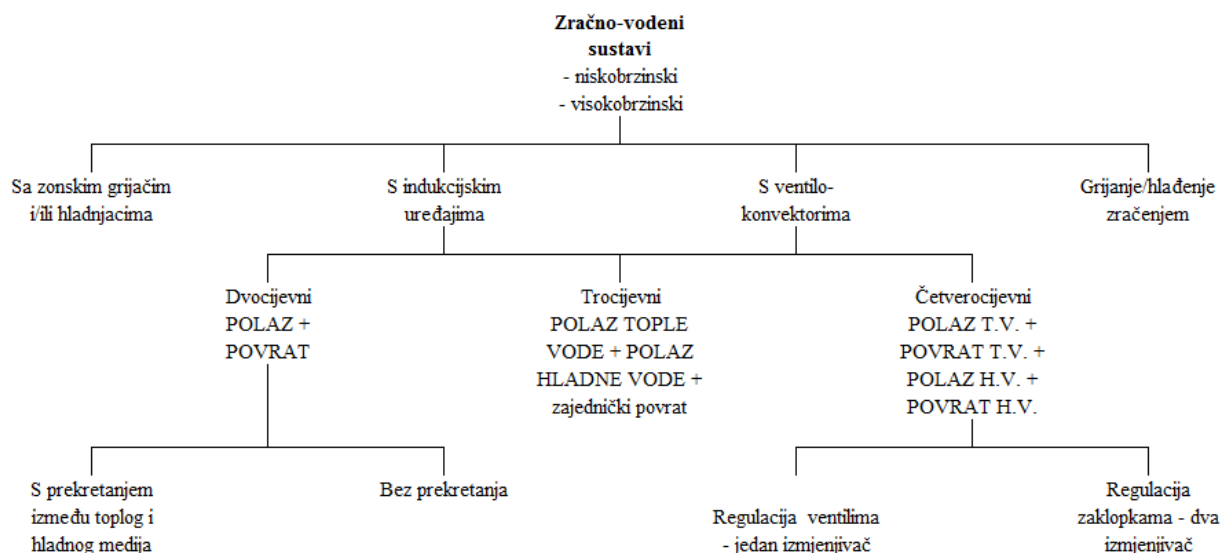 Zračno-vodeni
sustavi
- niskobrzinski
- visokobrzinski
Sa zonskim grijačim
i/ili hladnjacima
S indukcijskim
uređajima
S ventilo-
konvektorima
Grijanje/hlađenje
zračenjem
Dvocijevni
POLAZ +
POVRAT
Trocijevni
POLAZ TOPLE
VODE + POLAZ
HLADNE VODE +
zajednički povrat
Četverocijevni
POLAZ T.V. +
POVRAT T.V. +
POLAZ H.V. +
POVRAT H.V.
S prekretanjem
između toplog i
hladnog medija
Bez prekretanja
Regulacija ventilima
- jedan izmjenjivač
Regulacija
zaklopkama - dva
izmjenjivač